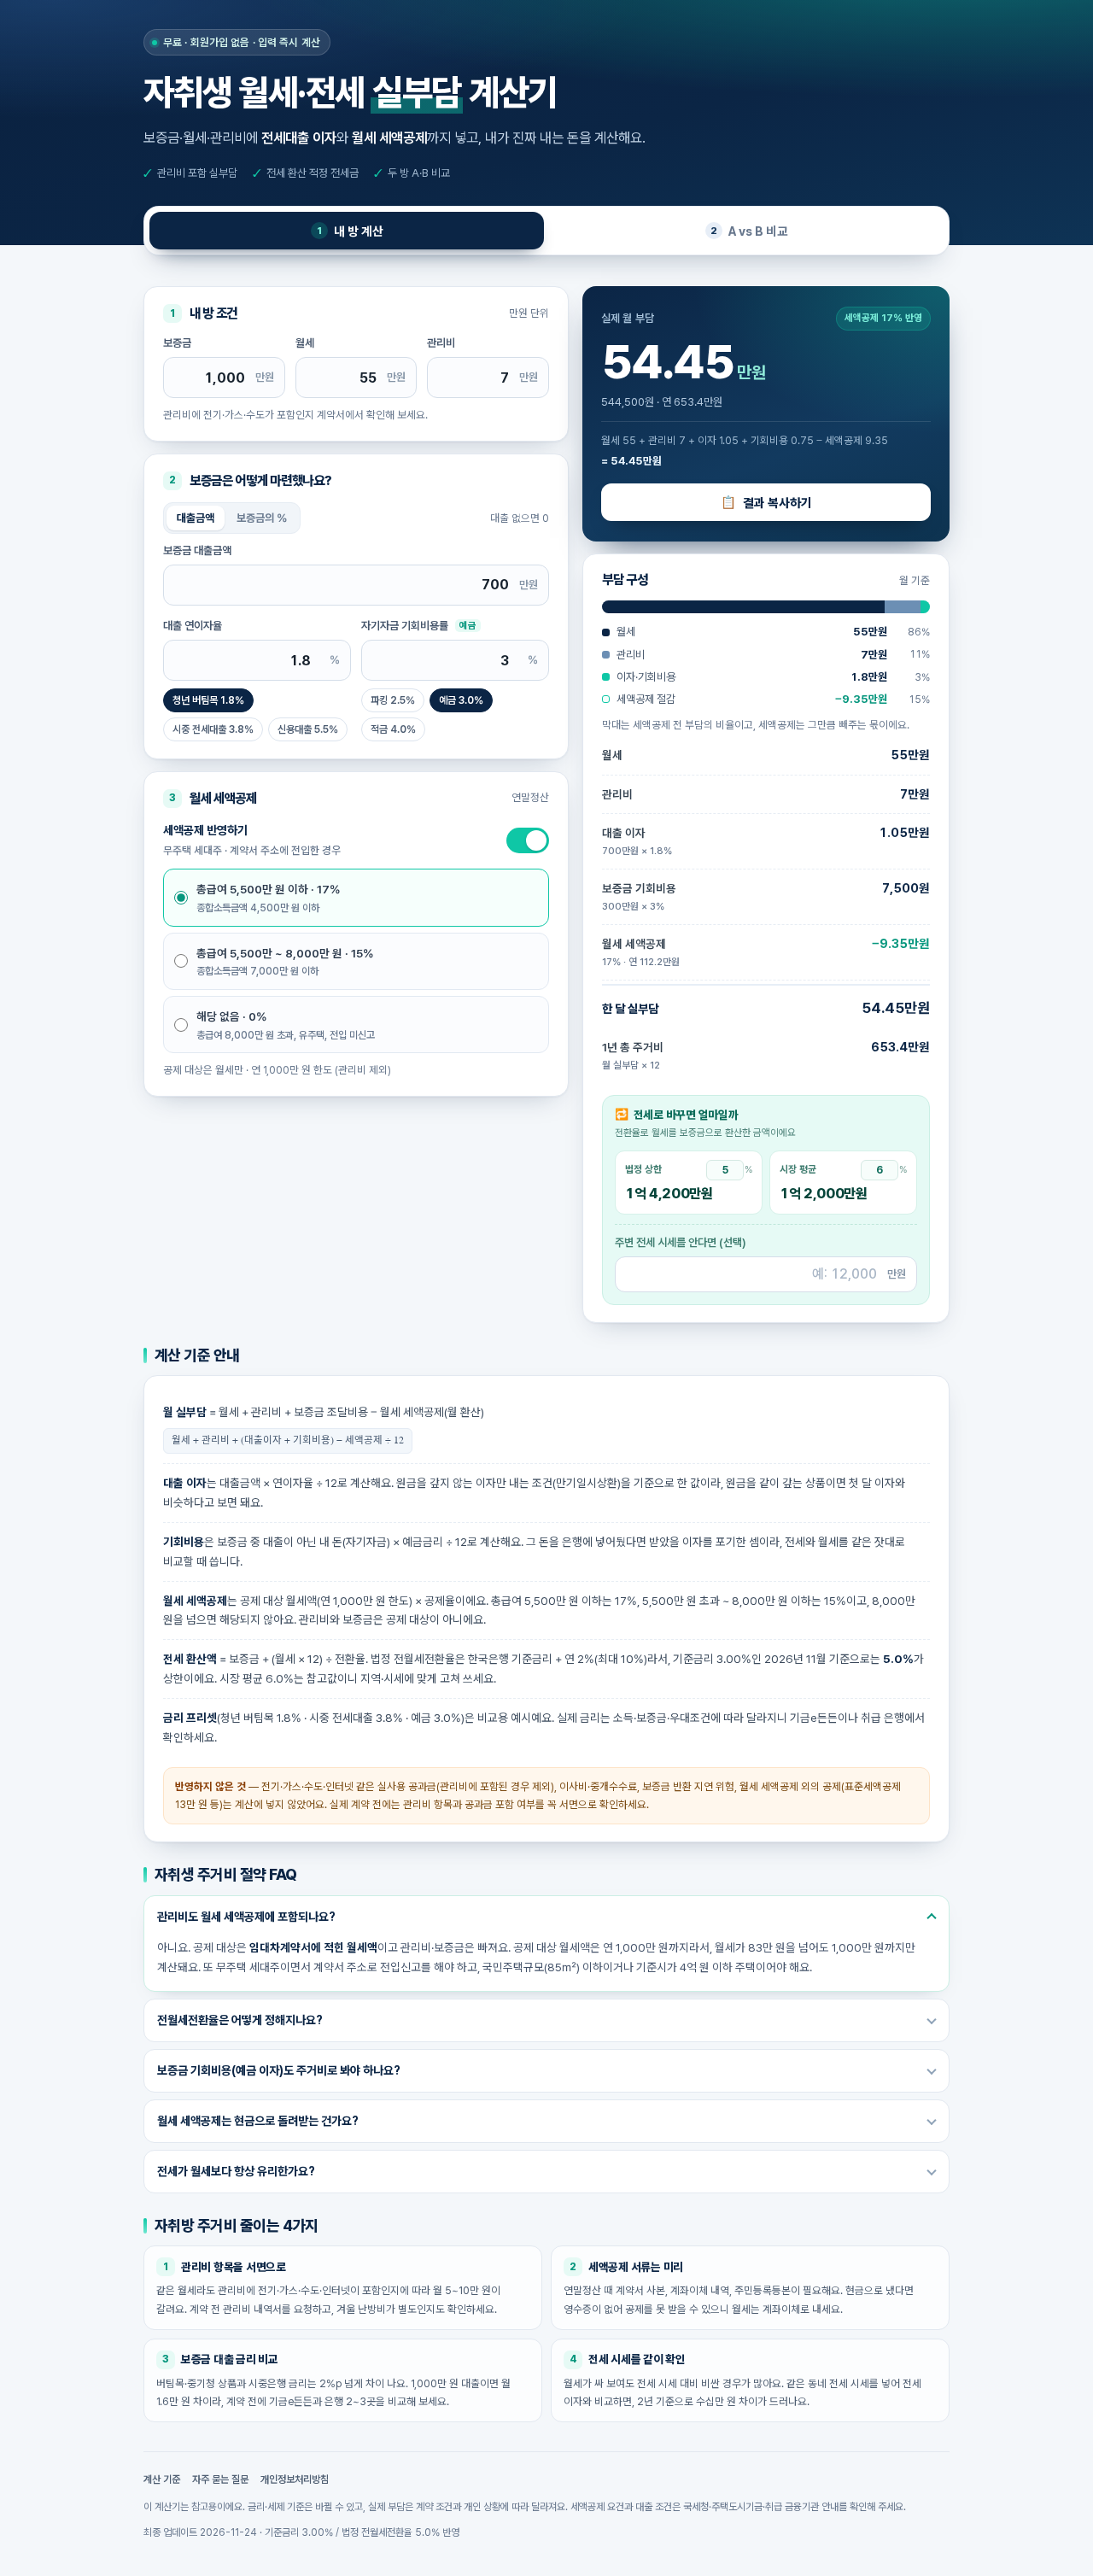 무료 · 회원가입 없음 · 입력 즉시 계산
자취생 월세·전세 실부담 계산기
보증금·월세·관리비에 전세대출 이자와 월세 세액공제까지 넣고, 내가 진짜 내는 돈을 계산해요.
✓ 관리비 포함 실부담 ✓ 전세 환산 적정 전세금 ✓ 두 방 A·B 비교
1 내 방 계산
2 A vs B 비교
1 내 방 조건 만원 단위
보증금 월세 관리비
1,000 만원 55 만원 7 만원
관리비에 전기·가스·수도가 포함인지 계약서에서 확인해 보세요.
2 보증금은 어떻게 마련했나요?
대출금액 보증금의 % 대출 없으면 0
보증금 대출금액
700 만원
대출 연이자율 자기자금 기회비용률 예금
1.8 % 3 %
청년 버팀목 1.8% 파킹 2.5% 예금 3.0%
시중 전세대출 3.8% 신용대출 5.5% 적금 4.0%
3 월세 세액공제 연말정산
세액공제 반영하기
무주택 세대주 · 계약서 주소에 전입한 경우
총급여 5,500만 원 이하 · 17%
종합소득금액 4,500만 원 이하
총급여 5,500만 ~ 8,000만 원 · 15%
종합소득금액 7,000만 원 이하
해당 없음 · 0%
총급여 8,000만 원 초과, 유주택, 전입 미신고
공제 대상은 월세만 · 연 1,000만 원 한도 (관리비 제외)
실제 월 부담 세액공제 17% 반영
54.45만원
544,500원 · 연 653.4만원
월세 55 + 관리비 7 + 이자 1.05 + 기회비용 0.75 − 세액공제 9.35
= 54.45만원
📋 결과 복사하기
부담 구성 월 기준
월세 55만원 86%
관리비 7만원 11%
이자·기회비용 1.8만원 3%
세액공제 절감 −9.35만원 15%
막대는 세액공제 전 부담의 비율이고, 세액공제는 그만큼 빼주는 몫이에요.
월세 55만원
관리비 7만원
대출 이자 1.05만원
700만원 × 1.8%
보증금 기회비용 7,500원
300만원 × 3%
월세 세액공제 −9.35만원
17% · 연 112.2만원
한 달 실부담 54.45만원
1년 총 주거비 653.4만원
월 실부담 × 12
🔁 전세로 바꾸면 얼마일까
전환율로 월세를 보증금으로 환산한 금액이에요
법정 상한 5 % 시장 평균 6 %
1억 4,200만원 1억 2,000만원
주변 전세 시세를 안다면 (선택)
예: 12,000 만원
계산 기준 안내
월 실부담 = 월세 + 관리비 + 보증금 조달비용 − 월세 세액공제(월 환산)
월세 + 관리비 + (대출이자 + 기회비용) − 세액공제 ÷ 12
대출 이자는 대출금액 × 연이자율 ÷ 12로 계산해요. 원금을 갚지 않는 이자만 내는 조건(만기일시상환)을 기준으로 한 값이라, 원금을 같이 갚는 상품이면 첫 달 이자와
비슷하다고 보면 돼요.
기회비용은 보증금 중 대출이 아닌 내 돈(자기자금) × 예금금리 ÷ 12로 계산해요. 그 돈을 은행에 넣어뒀다면 받았을 이자를 포기한 셈이라, 전세와 월세를 같은 잣대로
비교할 때 씁니다.
월세 세액공제는 공제 대상 월세액(연 1,000만 원 한도) × 공제율이에요. 총급여 5,500만 원 이하는 17%, 5,500만 원 초과 ~ 8,000만 원 이하는 15%이고, 8,000만
원을 넘으면 해당되지 않아요. 관리비와 보증금은 공제 대상이 아니에요.
전세 환산액 = 보증금 + (월세 × 12) ÷ 전환율. 법정 전월세전환율은 한국은행 기준금리 + 연 2%(최대 10%)라서, 기준금리 3.00%인 2026년 11월 기준으로는 5.0%가
상한이에요. 시장 평균 6.0%는 참고값이니 지역·시세에 맞게 고쳐 쓰세요.
금리 프리셋(청년 버팀목 1.8% · 시중 전세대출 3.8% · 예금 3.0%)은 비교용 예시예요. 실제 금리는 소득·보증금·우대조건에 따라 달라지니 기금e든든이나 취급 은행에서
확인하세요.
반영하지 않은 것 — 전기·가스·수도·인터넷 같은 실사용 공과금(관리비에 포함된 경우 제외), 이사비·중개수수료, 보증금 반환 지연 위험, 월세 세액공제 외의 공제(표준세액공제
13만 원 등)는 계산에 넣지 않았어요. 실제 계약 전에는 관리비 항목과 공과금 포함 여부를 꼭 서면으로 확인하세요.
자취생 주거비 절약 FAQ
관리비도 월세 세액공제에 포함되나요?
아니요. 공제 대상은 임대차계약서에 적힌 월세액이고 관리비·보증금은 빠져요. 공제 대상 월세액은 연 1,000만 원까지라서, 월세가 83만 원을 넘어도 1,000만 원까지만
계산돼요. 또 무주택 세대주이면서 계약서 주소로 전입신고를 해야 하고, 국민주택규모(85m²) 이하이거나 기준시가 4억 원 이하 주택이어야 해요.
전월세전환율은 어떻게 정해지나요?
보증금 기회비용(예금 이자)도 주거비로 봐야 하나요?
월세 세액공제는 현금으로 돌려받는 건가요?
전세가 월세보다 항상 유리한가요?
자취방 주거비 줄이는 4가지
1 관리비 항목을 서면으로
같은 월세라도 관리비에 전기·가스·수도·인터넷이 포함인지에 따라 월 5~10만 원이
갈려요. 계약 전 관리비 내역서를 요청하고, 겨울 난방비가 별도인지도 확인하세요.
2 세액공제 서류는 미리
연말정산 때 계약서 사본, 계좌이체 내역, 주민등록등본이 필요해요. 현금으로 냈다면
영수증이 없어 공제를 못 받을 수 있으니 월세는 계좌이체로 내세요.
3 보증금 대출 금리 비교
버팀목·중기청 상품과 시중은행 금리는 2%p 넘게 차이 나요. 1,000만 원 대출이면 월
1.6만 원 차이라, 계약 전에 기금e든든과 은행 2~3곳을 비교해 보세요.
4 전세 시세를 같이 확인
월세가 싸 보여도 전세 시세 대비 비싼 경우가 많아요. 같은 동네 전세 시세를 넣어 전세
이자와 비교하면, 2년 기준으로 수십만 원 차이가 드러나요.
계산 기준 자주 묻는 질문 개인정보처리방침
이 계산기는 참고용이에요. 금리·세제 기준은 바뀔 수 있고, 실제 부담은 계약 조건과 개인 상황에 따라 달라져요. 세액공제 요건과 대출 조건은 국세청·주택도시기금·취급 금융기관 안내를 확인해 주세요.
최종 업데이트 2026-11-24 · 기준금리 3.00% / 법정 전월세전환율 5.0% 반영